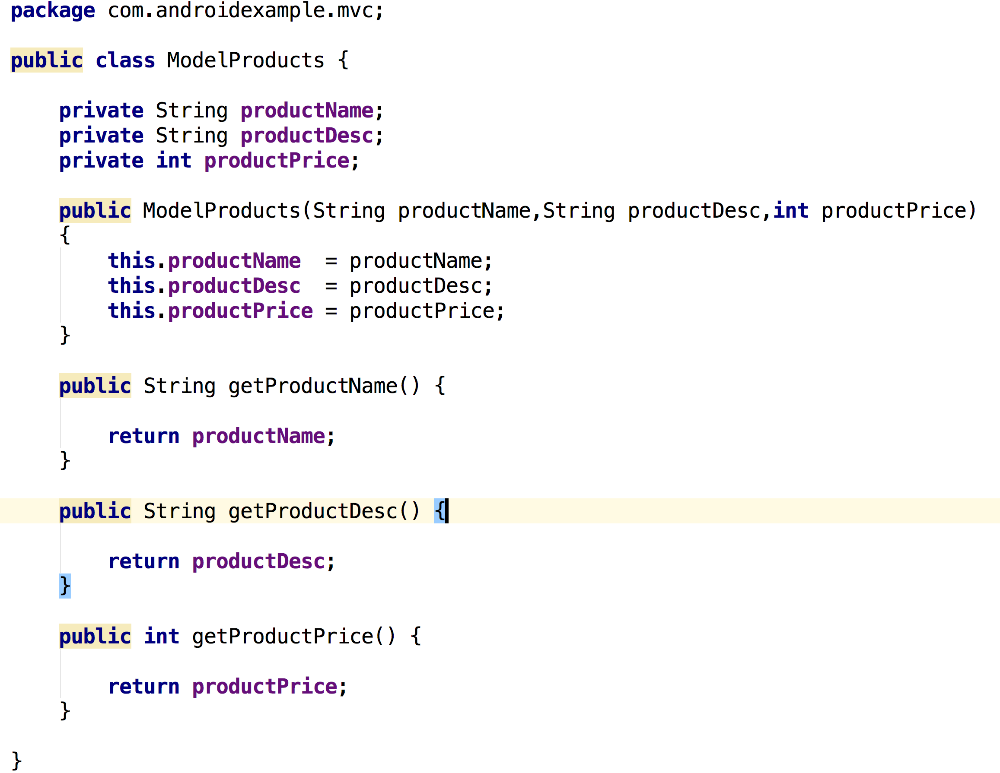 package com.androidexample.mvc;
public class ModelProducts {
private String productName;
private String productDesc;
private int productPrice;
public ModelProducts(String productName,String productDesc,int productPrice)
{
this.productName  = productName;
this.productDesc  = productDesc;
this.productPrice = productPrice;
}
public String getProductName() {
return productName;
}
public String getProductDesc() {
return productDesc;
}
public int getProductPrice() {
return productPrice;
}
}